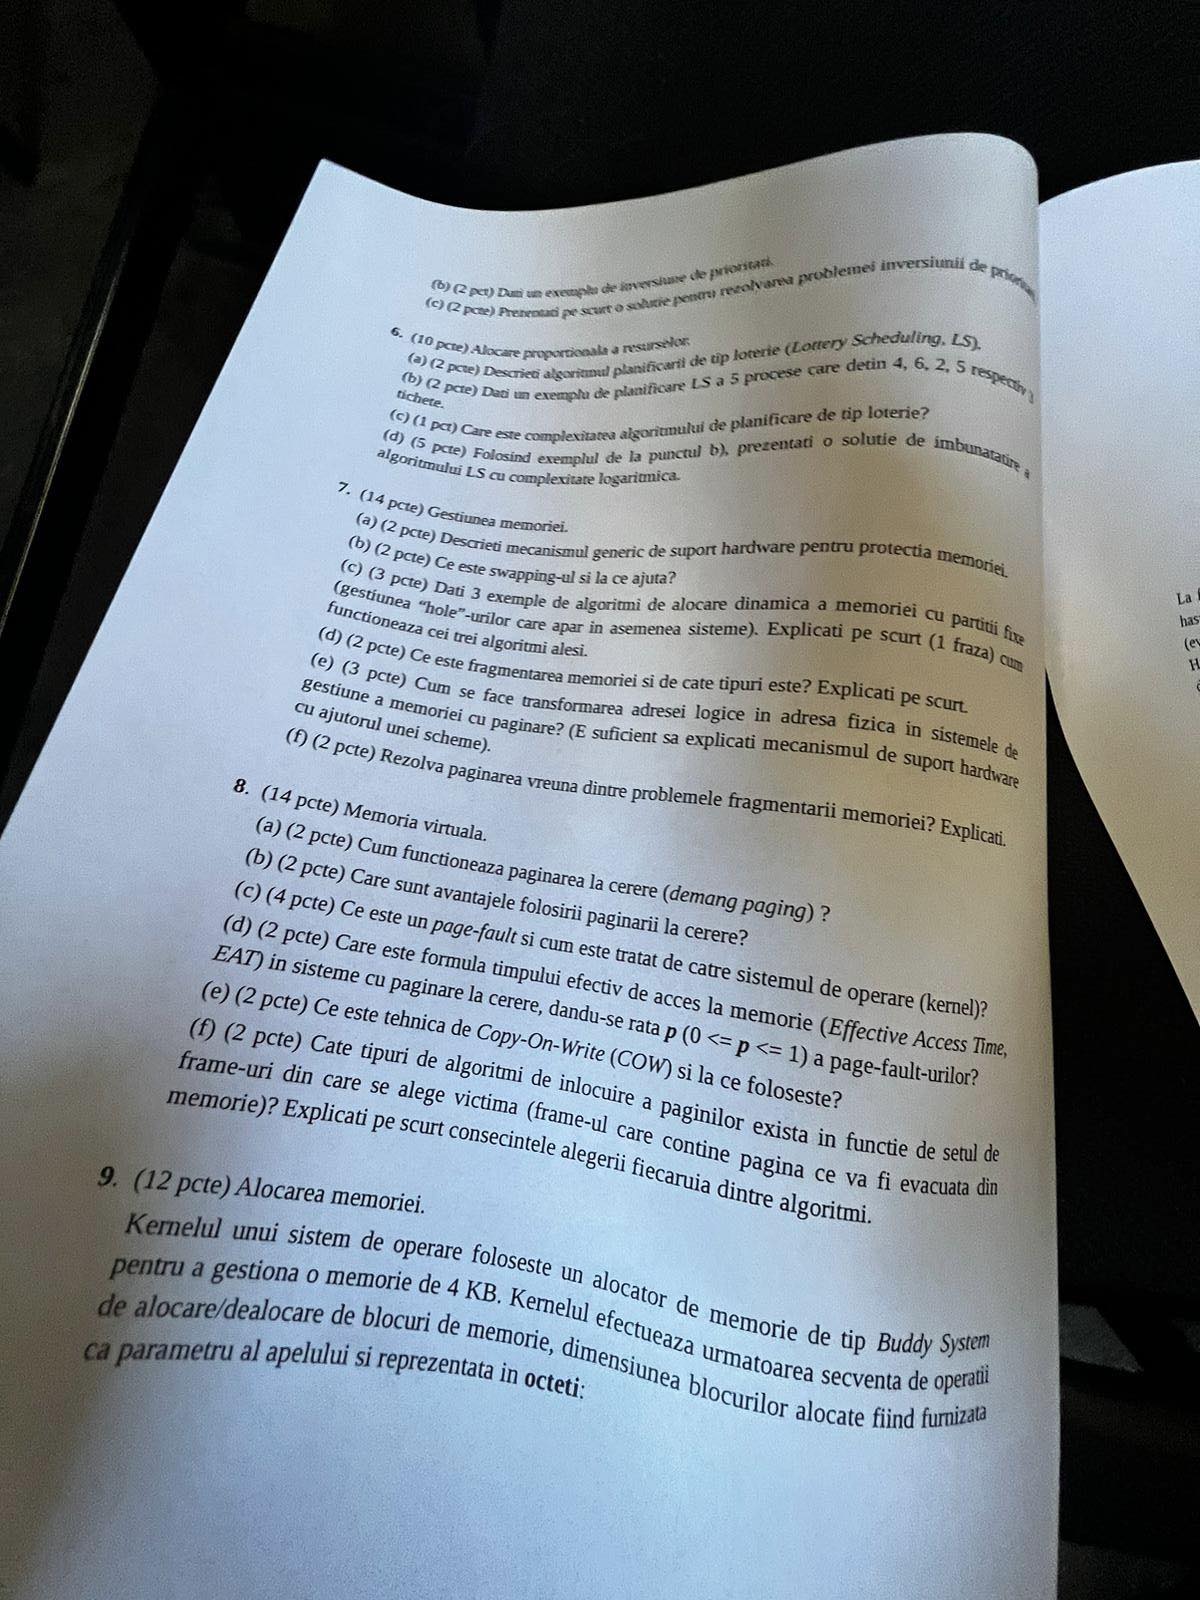 (b) (2 pct) Dati un exemplu de inversiune de prioritati.
(c) (2 pcte) Prezentati pe scurt o solutie pentru rezolvarea problemei inversiunii de
6. (10 pcte) Alocare proportionala a resurselor.
(a) (2 pcte) Descrieti algoritmul planificarii de tip loterie (Lottery Scheduling, LS).
(b) (2 pcte) Dati un exemplu de planificare LS a 5 procese care detin 4, 6, 2, 5 respectiv 3
tichete.
(c) (1 pct) Care este complexitatea algoritmului de planificare de tip loterie?
(d) (5 pcte) Folosind exemplul de la punctul b), prezentati o solutie de imbunatatire a
algoritmului LS cu complexitate logaritmica.
7. (14 pcte) Gestiunea memoriei.
(a) (2 pcte) Descrieti mecanismul generic de suport hardware pentru protectia memoriei.
(b) (2 pcte) Ce este swapping-ul si la ce ajuta?
(c) (3 pcte) Dati 3 exemple de algoritmi de alocare dinamica a memoriei cu partitii fixe
(gestiunea “hole”-urilor care apar in asemenea sisteme). Explicati pe scurt (1 fraza) cum
functioneaza cei trei algoritmi alesi.
(d) (2 pcte) Ce este fragmentarea memoriei si de cate tipuri este? Explicati pe scurt.
(e) (3 pcte) Cum se face transformarea adresei logice in adresa fizica in sistemele de
gestiune a memoriei cu paginare? (E suficient sa explicati mecanismul de suport hardware
cu ajutorul unei scheme).
(f) (2 pcte) Rezolva paginarea vreuna dintre problemele fragmentarii memoriei? Explicati.
8. (14 pcte) Memoria virtuala.
(a) (2 pcte) Cum functioneaza paginarea la cerere (demang paging) ?
(b) (2 pcte) Care sunt avantajele folosirii paginarii la cerere?
(c) (4 pcte) Ce este un page-fault si cum este tratat de catre sistemul de operare (kernel)?
(d) (2 pcte) Care este formula timpului efectiv de acces la memorie (Effective Access Time,
EAT) in sisteme cu paginare la cerere, dandu-se rata p (0 <= p <= 1) a page-fault-urilor?
(e) (2 pcte) Ce este tehnica de Copy-On-Write (COW) si la ce foloseste?
(f) (2 pcte) Cate tipuri de algoritmi de inlocuire a paginilor exista in functie de setul de
frame-uri din care se alege victima (frame-ul care contine pagina ce va fi evacuata din
memorie)? Explicati pe scurt consecintele alegerii fiecaruia dintre algoritmi.
9. (12 pcte) Alocarea memoriei.
Kernelul unui sistem de operare foloseste un alocator de memorie de tip Buddy System
pentru a gestiona o memorie de 4 KB. Kernelul efectueaza urmatoarea secventa de operatii
de alocare/dealocare de blocuri de memorie, dimensiunea blocurilor alocate fiind furnizata
ca parametru al apelului si reprezentata in octeti:
La
has
(ev
H